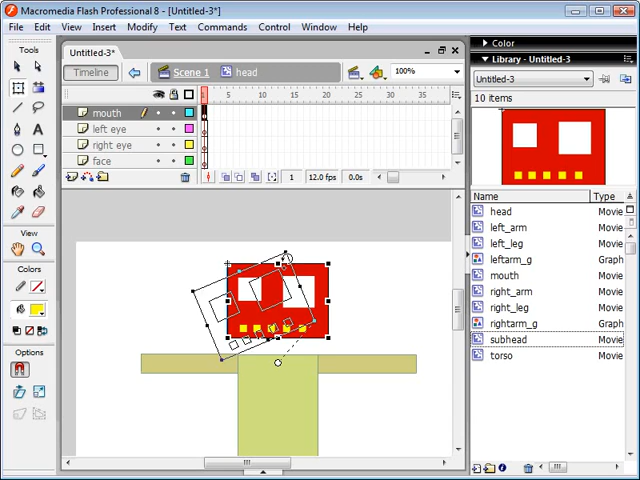 Macromedia Flash Professional 8 - [Untitled-3*]
File Edit View Insert Modify Text Commands Control Window Help
Tools
View
Colors
Options
Untitled-3*
Timeline Scene 1 head 100%
1 5 10 15 20 25 30 35
mouth
left eye
right eye
face
1 12.0 fps 0.0s
Color
Library - Untitled-3
Untitled-3
10 items
Name Type
head Movie
left_arm Movie
left_leg Movie
leftarm_g Graph
mouth Movie
right_arm Movie
right_leg Movie
rightarm_g Graph
subhead Movie
torso Movie